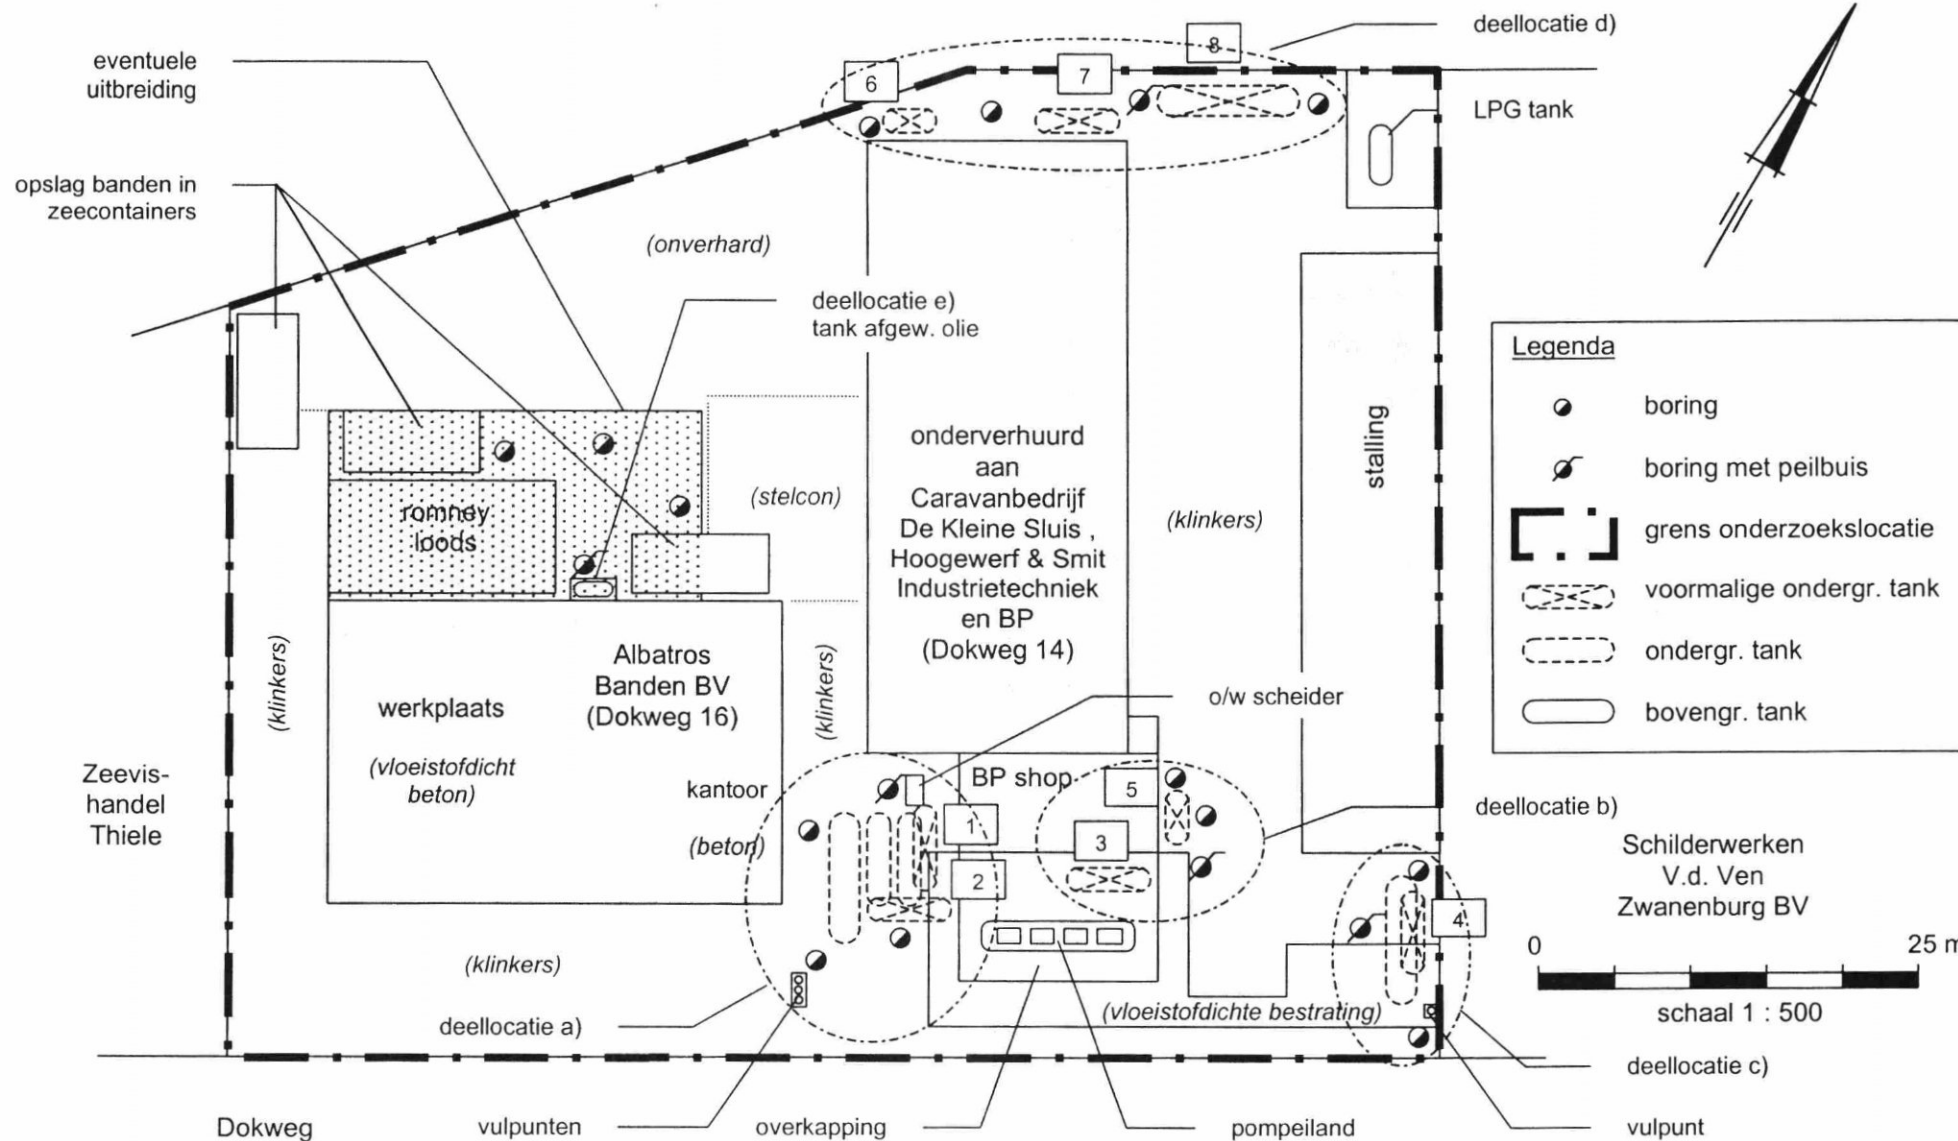 eventuele
uitbreiding
opslag banden in
zeecontainers
6
7
8
deellocatie d)
LPG tank
(onverhard)
deellocatie e)
tank afgew. olie
romney
loods
(stelcon)
onderverhuurd
aan
Caravanbedrijf
De Kleine Sluis ,
Hoogewerf & Smit
Industrietechniek
en BP
(Dokweg 14)
(klinkers)
stalling
Legenda
boring
boring met peilbuis
grens onderzoekslocatie
voormalige ondergr. tank
ondergr. tank
bovengr. tank
(klinkers)
werkplaats
(vloeistofdicht
beton)
Albatros
Banden BV
(Dokweg 16)
kantoor
(beton)
(klinkers)
o/w scheider
BP shop
5
1
3
2
4
deellocatie b)
Zeevis-
handel
Thiele
Schilderwerken
V.d. Ven
Zwanenburg BV
0
25 m
schaal 1 : 500
(klinkers)
(vloeistofdichte bestrating)
deellocatie a)
deellocatie c)
Dokweg
vulpunten
overkapping
pompeiland
vulpunt